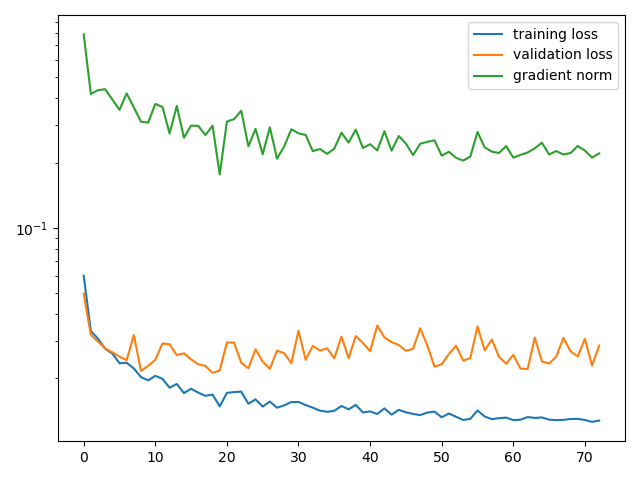 training loss
validation loss
gradient norm
10⁻¹
0 10 20 30 40 50 60 70